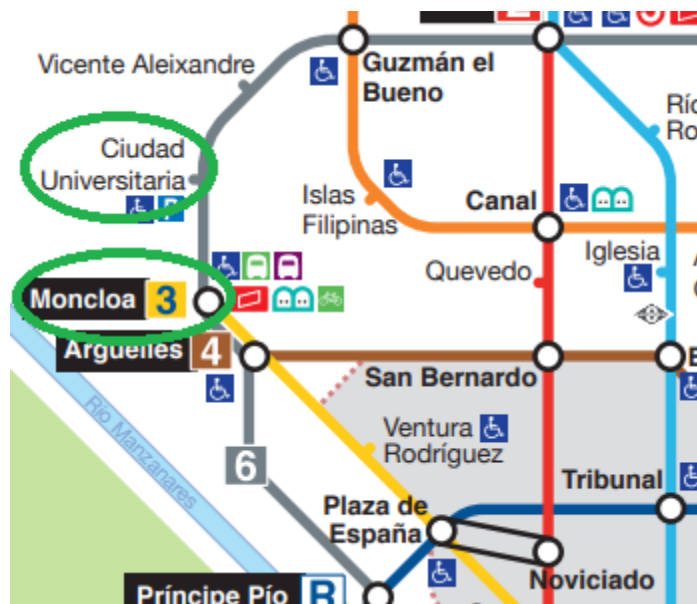 Vicente Aleixandre
Guzmán el
Bueno
Ciudad
Universitaria
P
Islas
Filipinas
Canal
Iglesia
Quevedo
Moncloa 3
Argüelles 4
San Bernardo
Río Manzanares
Ventura
Rodríguez
6
Tribunal
Plaza de
España
Noviciado
Príncipe Pío R